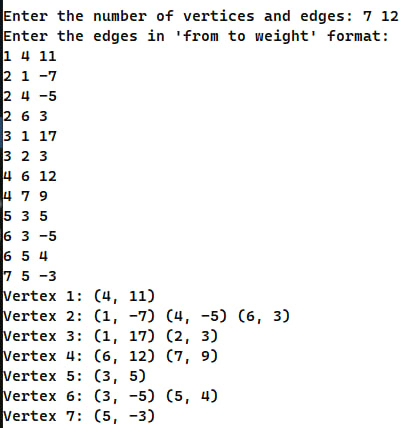 Enter the number of vertices and edges: 7 12
Enter the edges in 'from to weight' format:
1 4 11
2 1 -7
2 4 -5
2 6 3
3 1 17
3 2 3
4 6 12
4 7 9
5 3 5
6 3 -5
6 5 4
7 5 -3
Vertex 1: (4, 11)
Vertex 2: (1, -7) (4, -5) (6, 3)
Vertex 3: (1, 17) (2, 3)
Vertex 4: (6, 12) (7, 9)
Vertex 5: (3, 5)
Vertex 6: (3, -5) (5, 4)
Vertex 7: (5, -3)